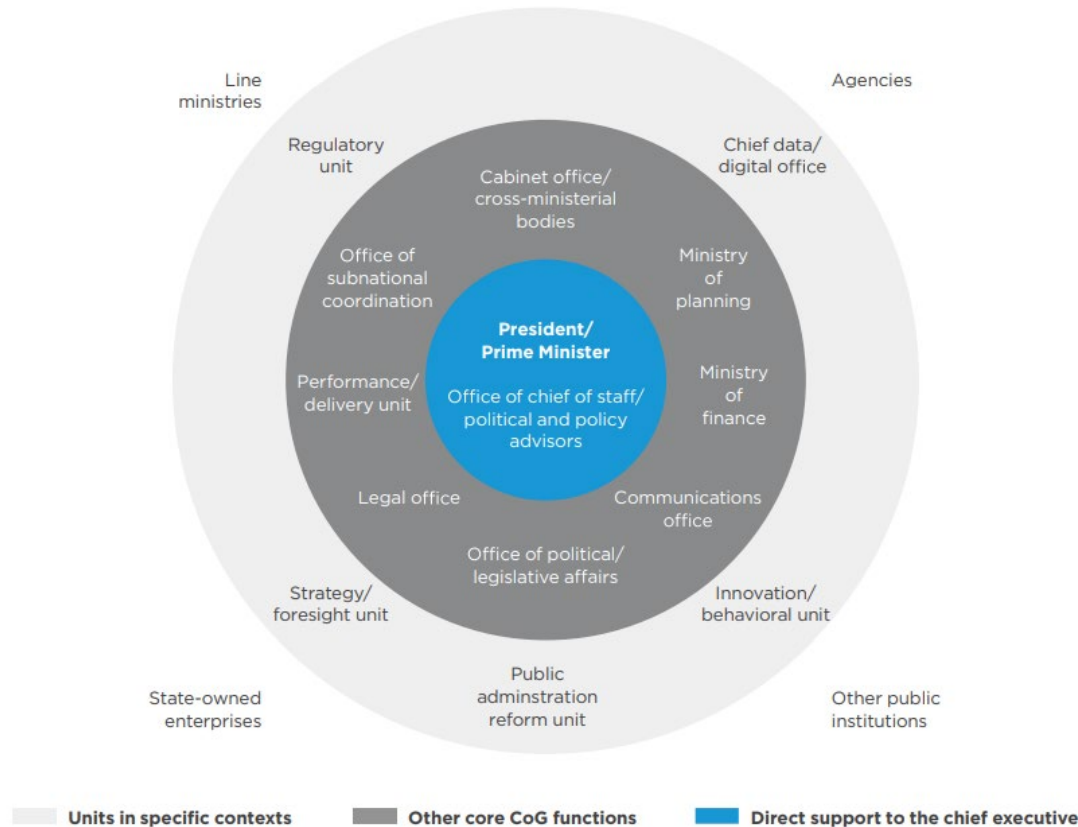 Line
ministries
Agencies
Regulatory
unit
Chief data/
digital office
Cabinet office/
cross-ministerial
bodies
Office of
subnational
coordination
Ministry
of
planning
President/
Prime Minister
Performance/
delivery unit
Office of chief of staff/
political and policy
advisors
Ministry
of
finance
Legal office
Communications
office
Office of political/
legislative affairs
Strategy/
foresight unit
Innovation/
behavioral unit
Public
adminstration
reform unit
State-owned
enterprises
Other public
institutions
Units in specific contexts
Other core CoG functions
Direct support to the chief executive